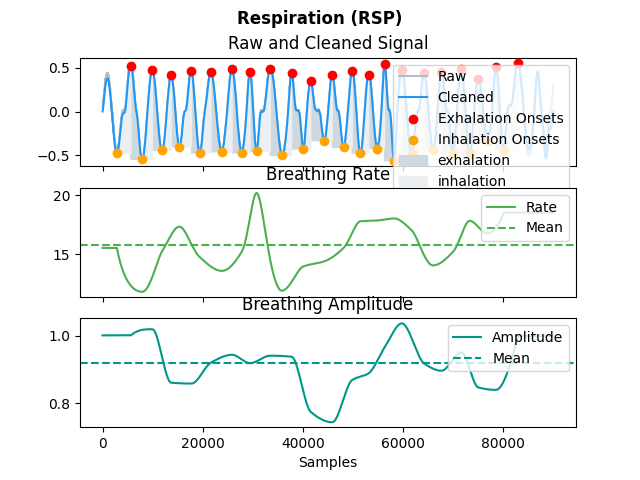 Respiration (RSP)
Raw and Cleaned Signal
0.5
0.0
−0.5
Raw
Cleaned
Exhalation Onsets
Inhalation Onsets
exhalation
inhalation
Breathing Rate
20
15
Rate
Mean
Breathing Amplitude
1.0
0.8
Amplitude
Mean
0 20000 40000 60000 80000
Samples